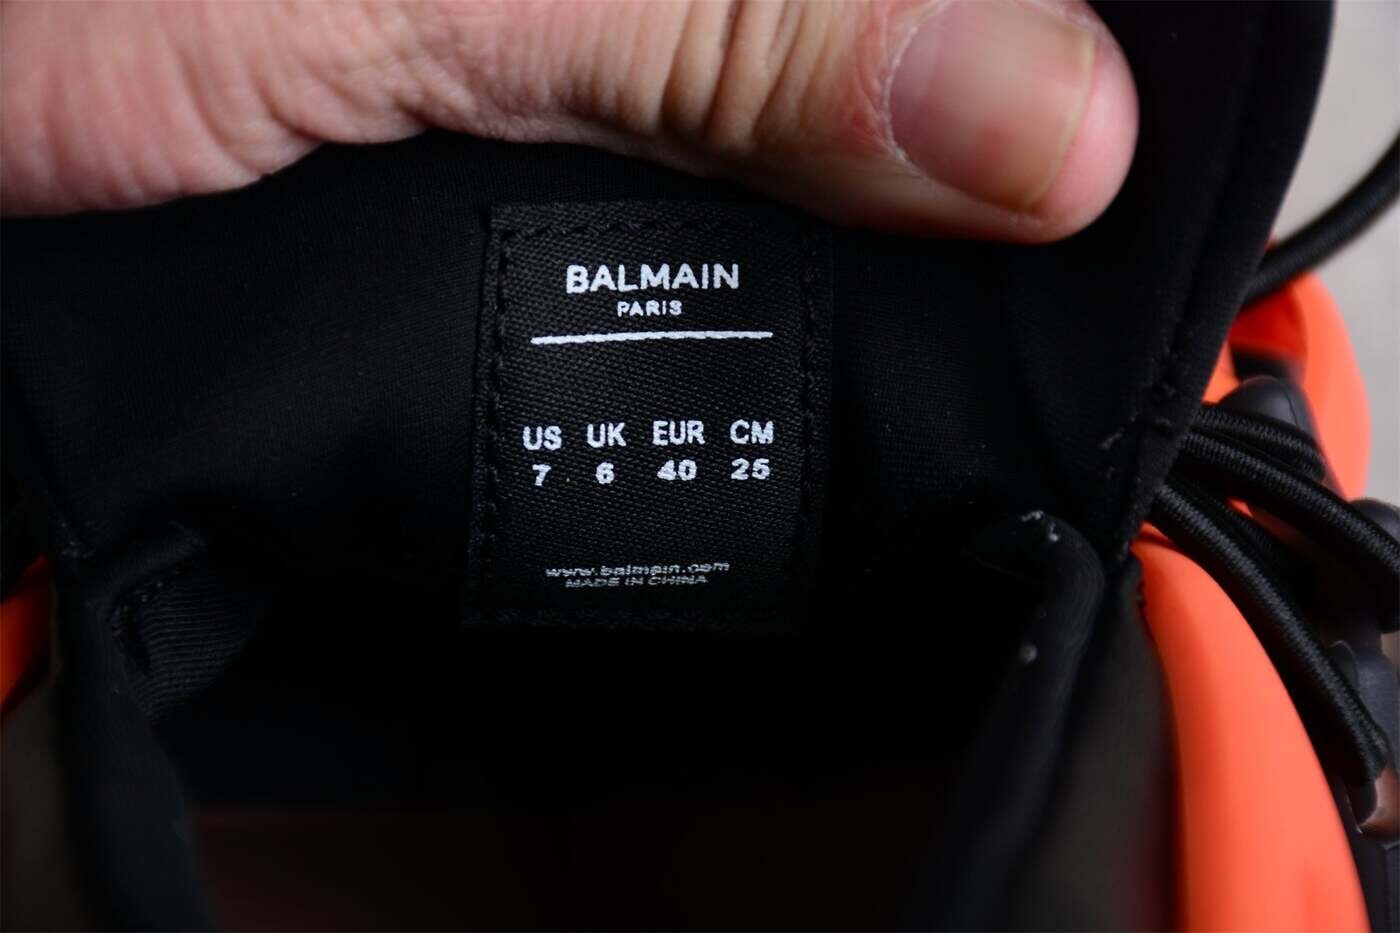 BALMAIN
PARIS
US UK EUR CM
7 6 40 25
www.balmain.com
MADE IN CHINA